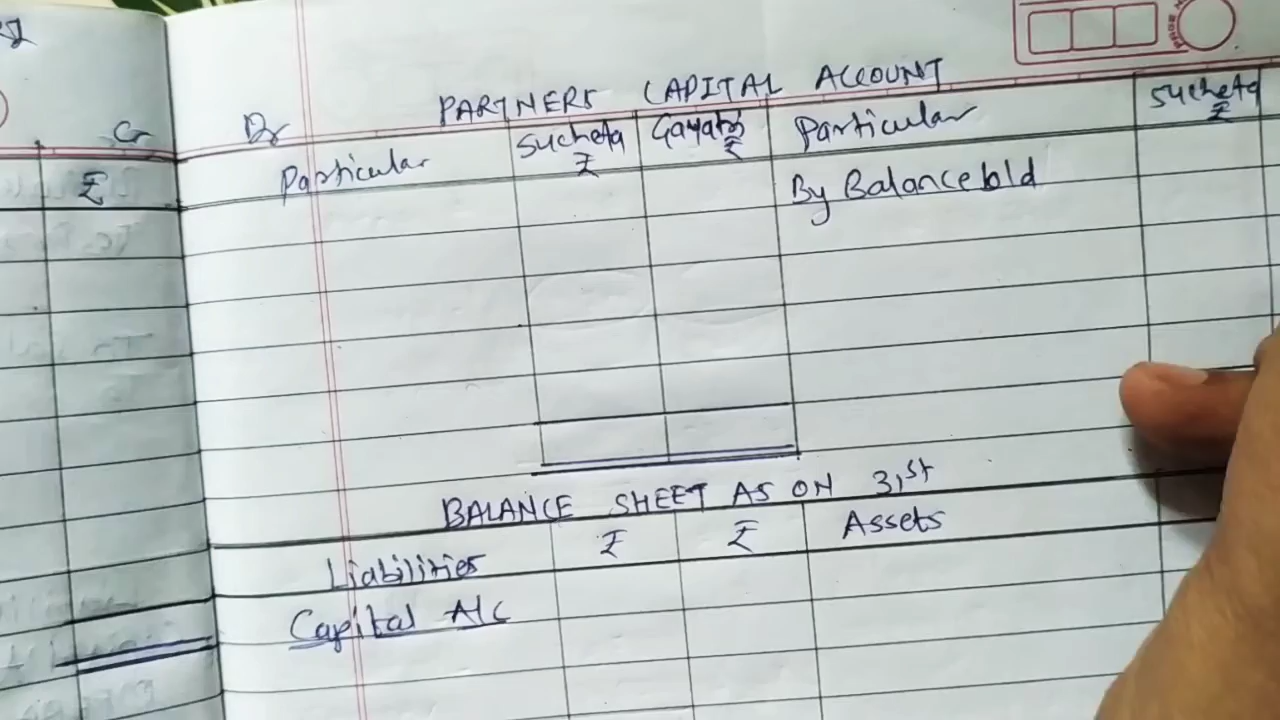 Cr
₹
PARTNERS CAPITAL ACCOUNT
Dr
Particular Sucheta ₹ Gayatri ₹ Particular Sucheta ₹
By Balance b/d
BALANCE SHEET AS ON 31st
Liabilities ₹ ₹ Assets
Capital A/c